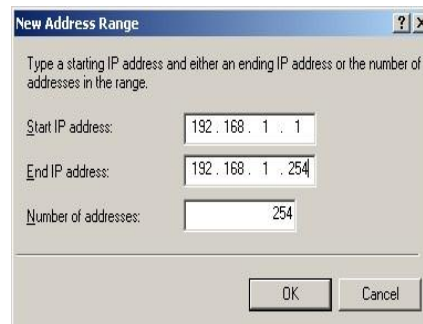 New Address Range
Type a starting IP address and either an ending IP address or the number of
addresses in the range.
Start IP address: 192 . 168 . 1 . 1
End IP address: 192 . 168 . 1 . 254
Number of addresses: 254
OK Cancel